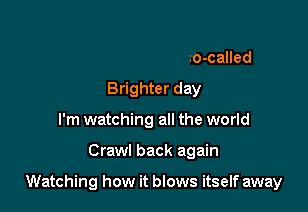 o-called
Brighter day
I'm watching all the world
Crawl back again
Watching how it blows itself away